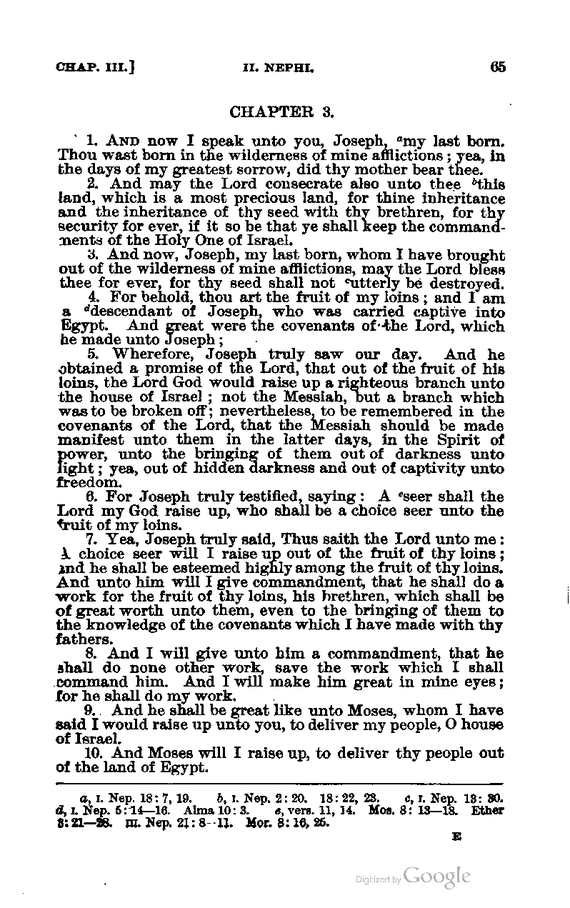 CHAP. III.] II. NEPHI. 65
CHAPTER 3.
1. AND now I speak unto you, Joseph, ᵃmy last born.
Thou wast born in the wilderness of mine afflictions; yea, in
the days of my greatest sorrow, did thy mother bear thee.
2. And may the Lord consecrate also unto thee ᵇthis
land, which is a most precious land, for thine inheritance
and the inheritance of thy seed with thy brethren, for thy
security for ever, if it so be that ye shall keep the command-
ments of the Holy One of Israel.
3. And now, Joseph, my last born, whom I have brought
out of the wilderness of mine afflictions, may the Lord bless
thee for ever, for thy seed shall not ᶜutterly be destroyed.
4. For behold, thou art the fruit of my loins; and I am
a ᵈdescendant of Joseph, who was carried captive into
Egypt. And great were the covenants of the Lord, which
he made unto Joseph;
5. Wherefore, Joseph truly saw our day. And he
obtained a promise of the Lord, that out of the fruit of his
loins, the Lord God would raise up a righteous branch unto
the house of Israel; not the Messiah, but a branch which
was to be broken off; nevertheless, to be remembered in the
covenants of the Lord, that the Messiah should be made
manifest unto them in the latter days, in the Spirit of
power, unto the bringing of them out of darkness unto
light; yea, out of hidden darkness and out of captivity unto
freedom.
6. For Joseph truly testified, saying: A ᵉseer shall the
Lord my God raise up, who shall be a choice seer unto the
fruit of my loins.
7. Yea, Joseph truly said, Thus saith the Lord unto me:
A choice seer will I raise up out of the fruit of thy loins;
and he shall be esteemed highly among the fruit of thy loins.
And unto him will I give commandment, that he shall do a
work for the fruit of thy loins, his brethren, which shall be
of great worth unto them, even to the bringing of them to
the knowledge of the covenants which I have made with thy
fathers.
8. And I will give unto him a commandment, that he
shall do none other work, save the work which I shall
command him. And I will make him great in mine eyes;
for he shall do my work.
9. And he shall be great like unto Moses, whom I have
said I would raise up unto you, to deliver my people, O house
of Israel.
10. And Moses will I raise up, to deliver thy people out
of the land of Egypt.
a, I. Nep. 18:7, 19. b, I. Nep. 2:20. 18:22, 23. c, I. Nep. 13:30.
d, I. Nep. 5:14—16. Alma 10:3. e, vers. 11, 14. Mos. 8:13—18. Ether
3:21—28. III. Nep. 21:8--11. Mor. 8:16, 25.
E
Digitized by Google